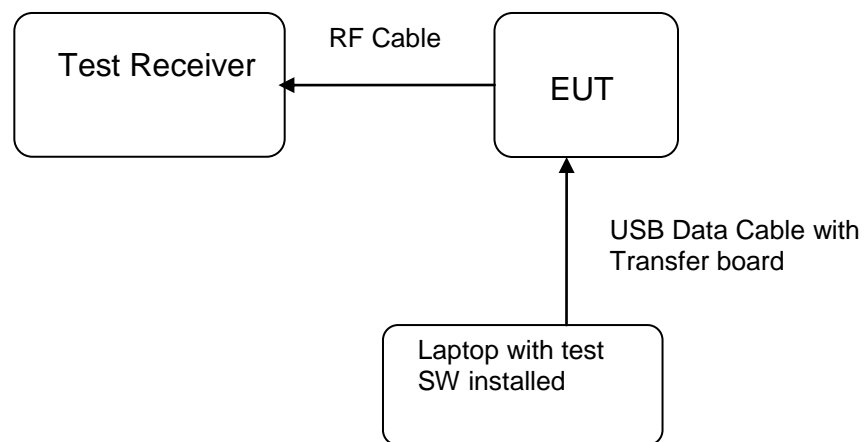 RF Cable
Test Receiver
EUT
USB Data Cable with
Transfer board
Laptop with test
SW installed